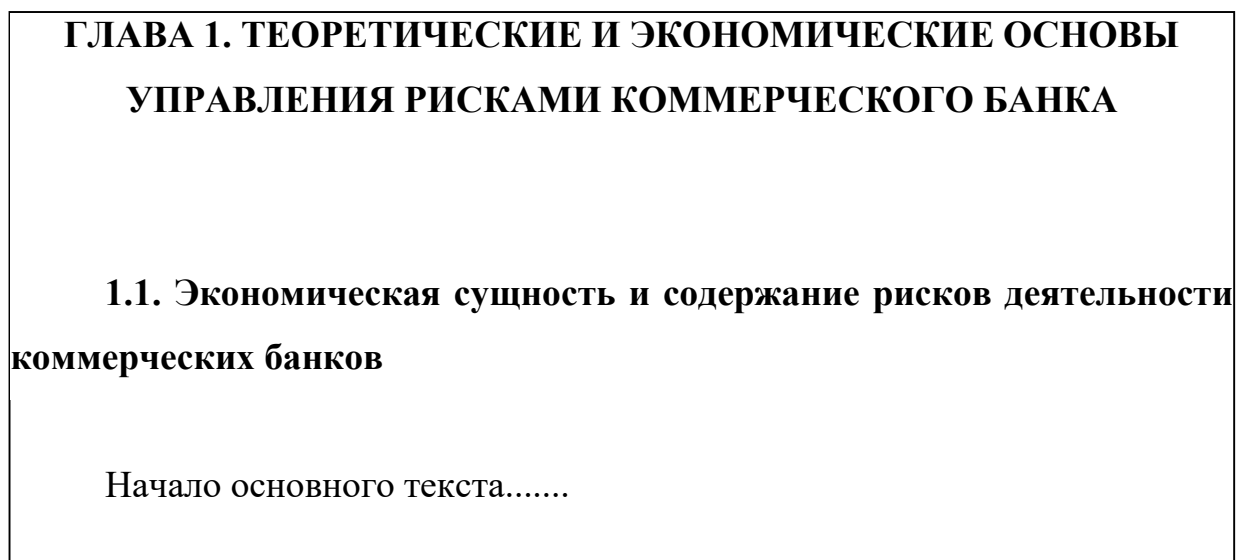 ГЛАВА 1. ТЕОРЕТИЧЕСКИЕ И ЭКОНОМИЧЕСКИЕ ОСНОВЫ
УПРАВЛЕНИЯ РИСКАМИ КОММЕРЧЕСКОГО БАНКА
1.1. Экономическая сущность и содержание рисков деятельности
коммерческих банков
Начало основного текста.......